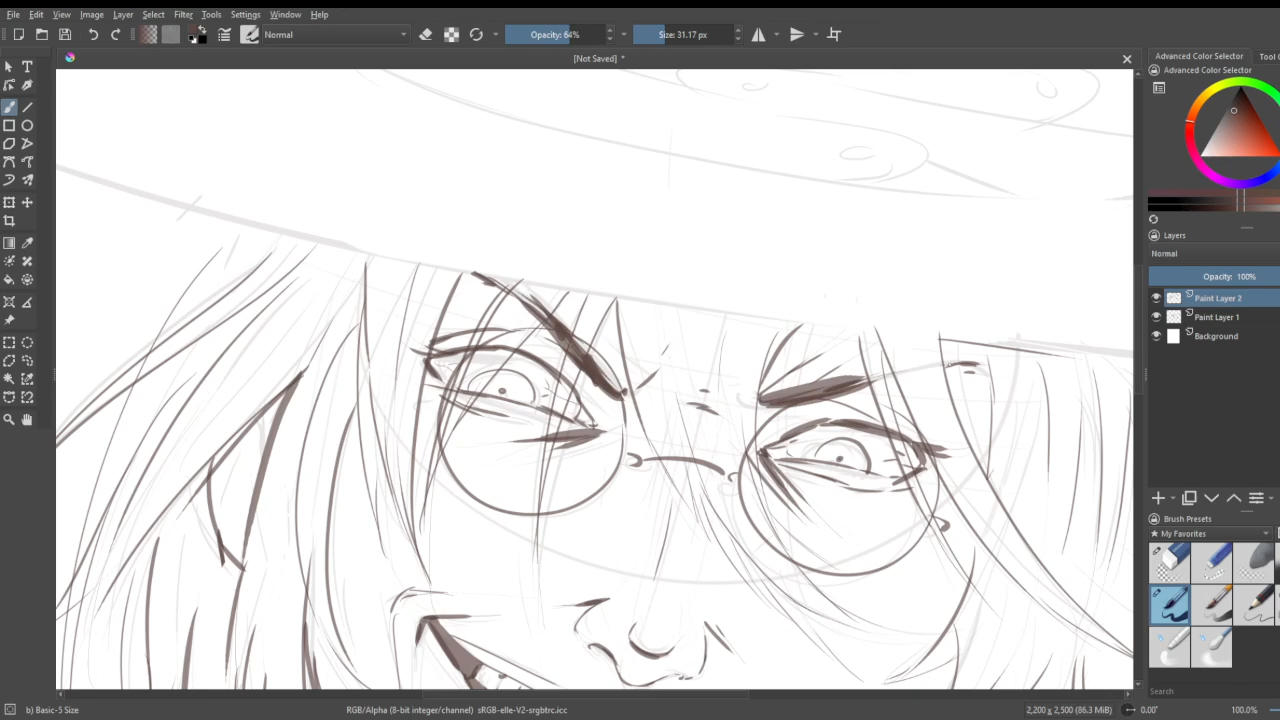 File Edit View Image Layer Select Filter Tools Settings Window Help
Normal
Opacity: 64%
Size: 31.17 px
[Not Saved] *
Advanced Color Selector
Advanced Color Selector
Layers
Normal
Opacity: 100%
Paint Layer 2
Paint Layer 1
Background
Brush Presets
My Favorites
Search
b) Basic-5 Size
RGB/Alpha (8-bit integer/channel) sRGB-elle-V2-srgbtrc.icc
2,200 x 2,500 (86.3 MiB)
0.00°
100.0%